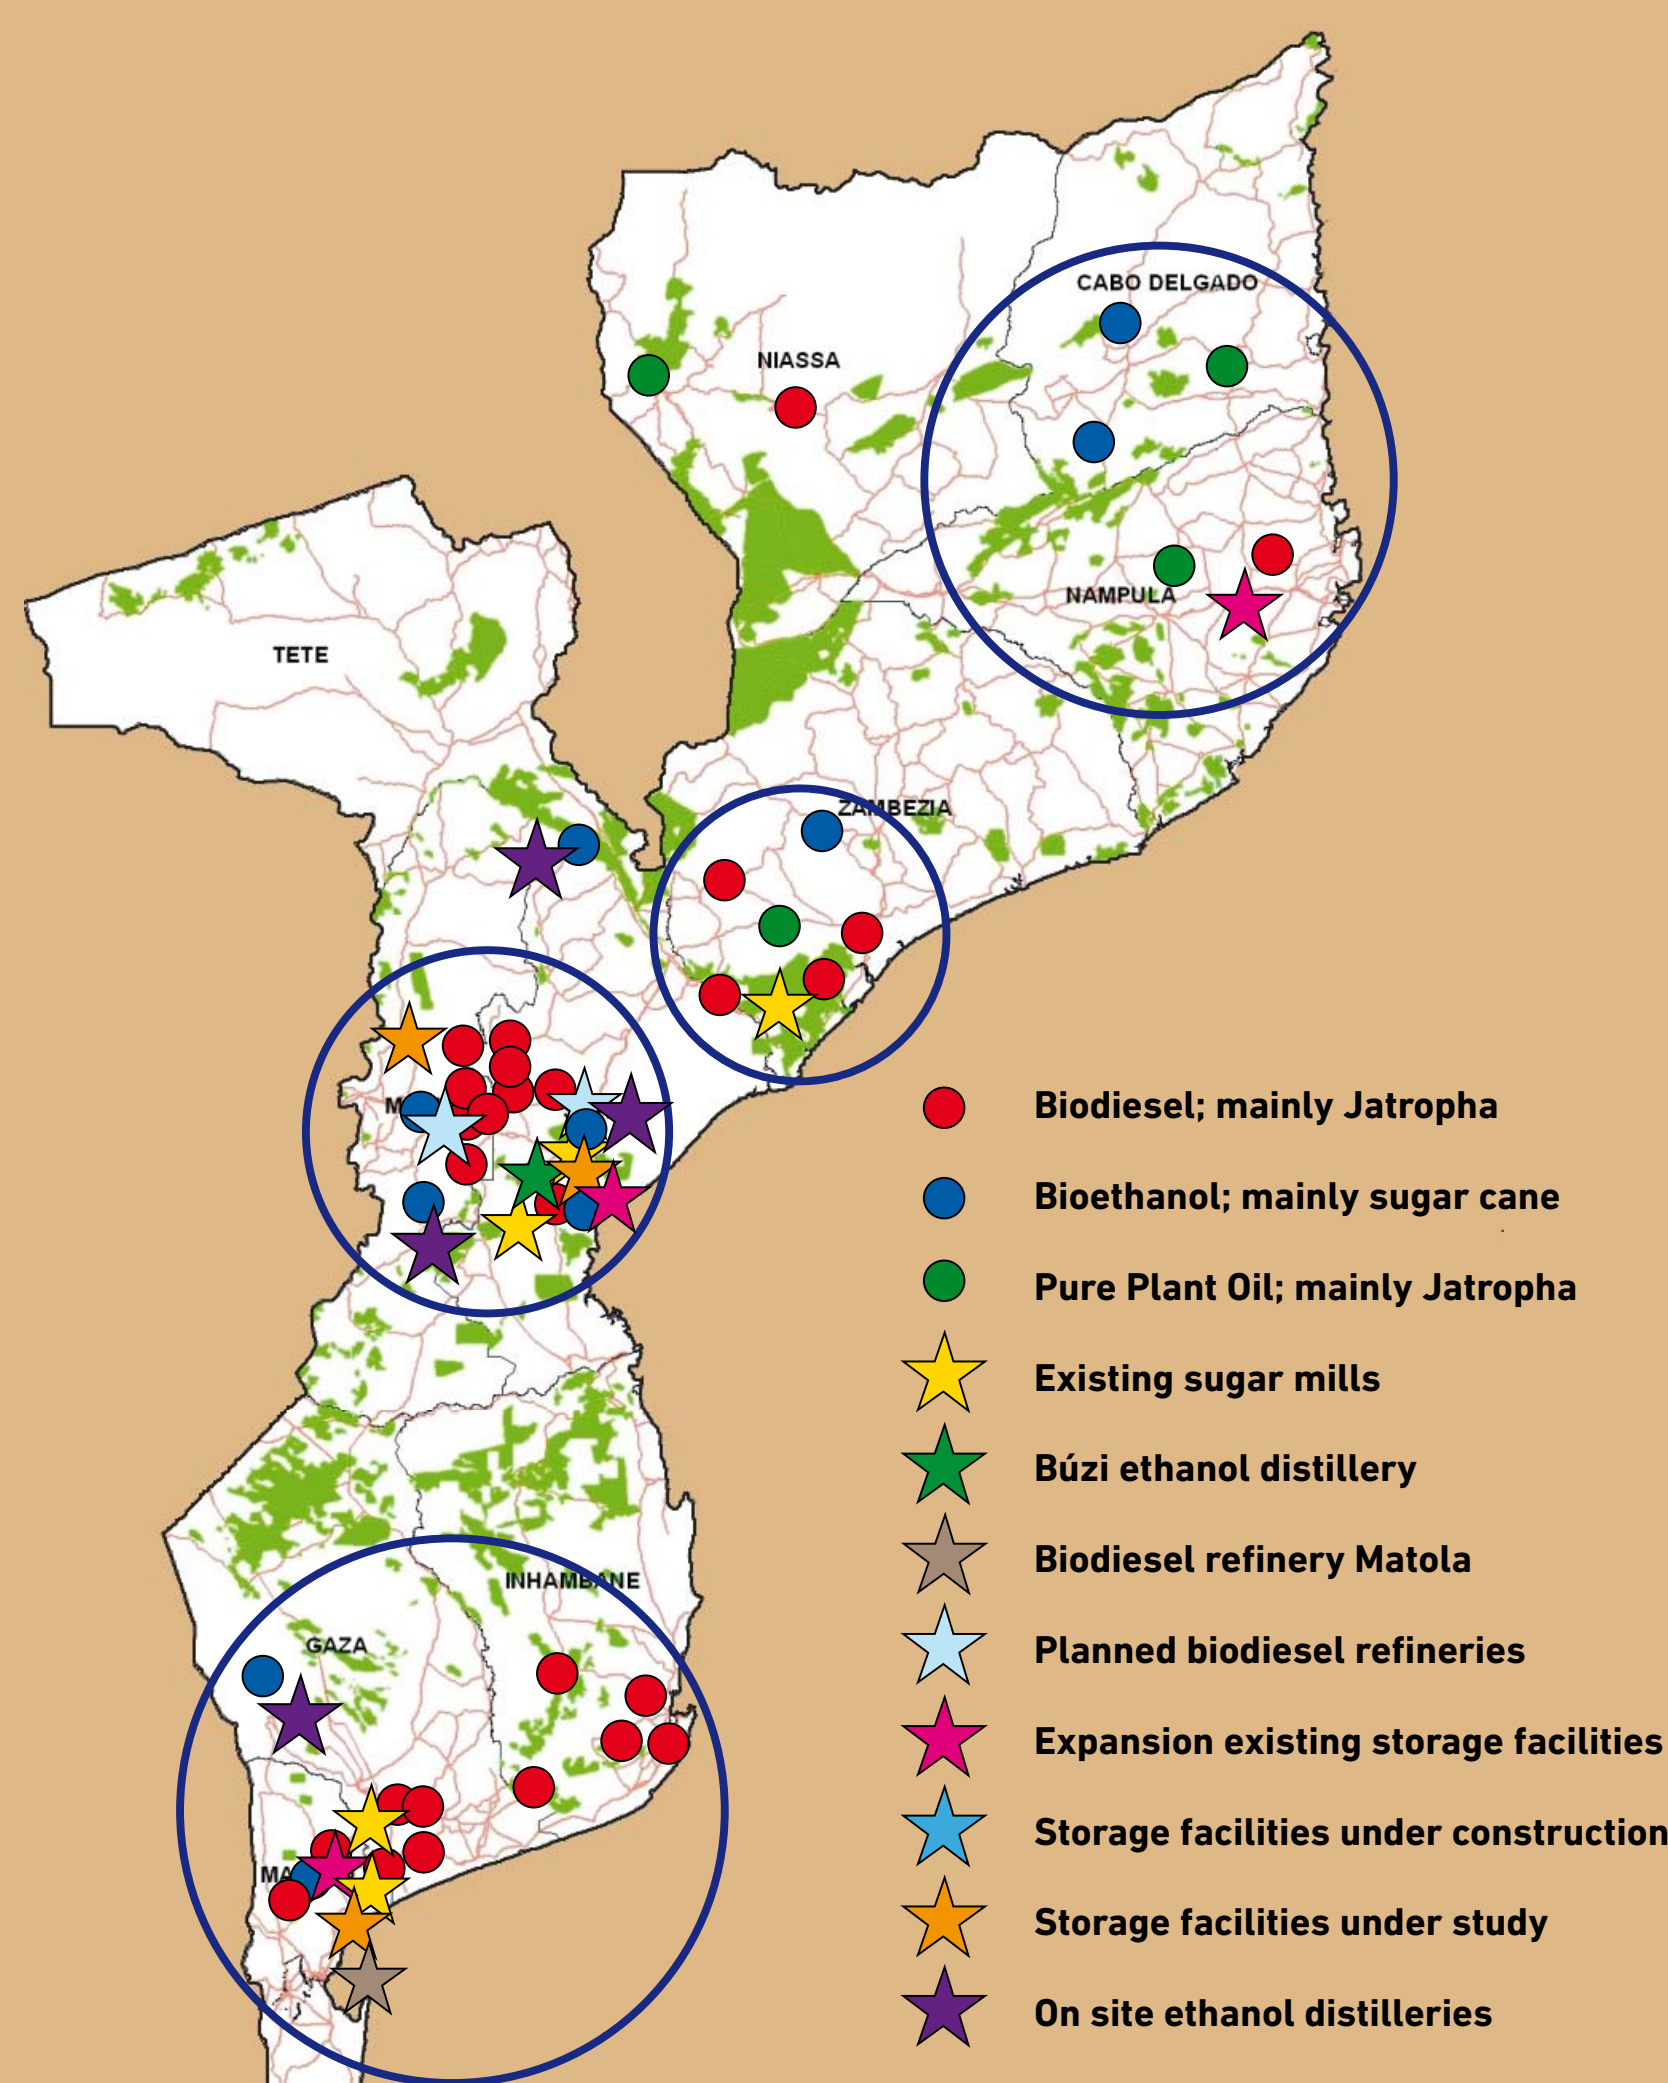 CABO DELGADO
NIASSA
NAMPULA
TETE
ZAMBEZIA
M
INHAMBANE
GAZA
MA
Biodiesel; mainly Jatropha
Bioethanol; mainly sugar cane
Pure Plant Oil; mainly Jatropha
Existing sugar mills
Búzi ethanol distillery
Biodiesel refinery Matola
Planned biodiesel refineries
Expansion existing storage facilities
Storage facilities under construction
Storage facilities under study
On site ethanol distilleries